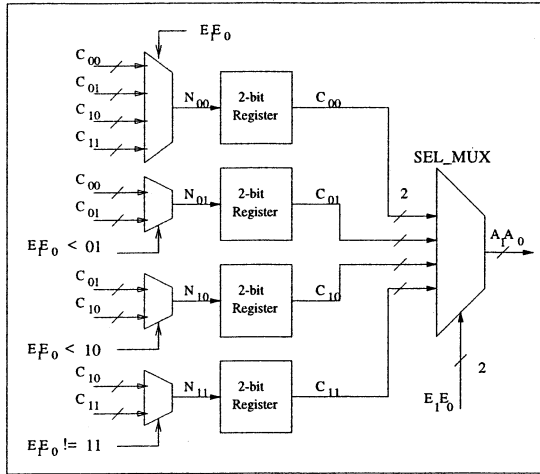 E₁E₀
C₀₀
C₀₁
C₁₀
C₁₁
N₀₀
2-bit
Register
C₀₀
SEL_MUX
C₀₀
C₀₁
E₁E₀ < 01
N₀₁
2-bit
Register
C₀₁
2
A₁A₀
C₀₁
C₁₀
E₁E₀ < 10
N₁₀
2-bit
Register
C₁₀
2
E₁E₀
C₁₀
C₁₁
E₁E₀ != 11
N₁₁
2-bit
Register
C₁₁